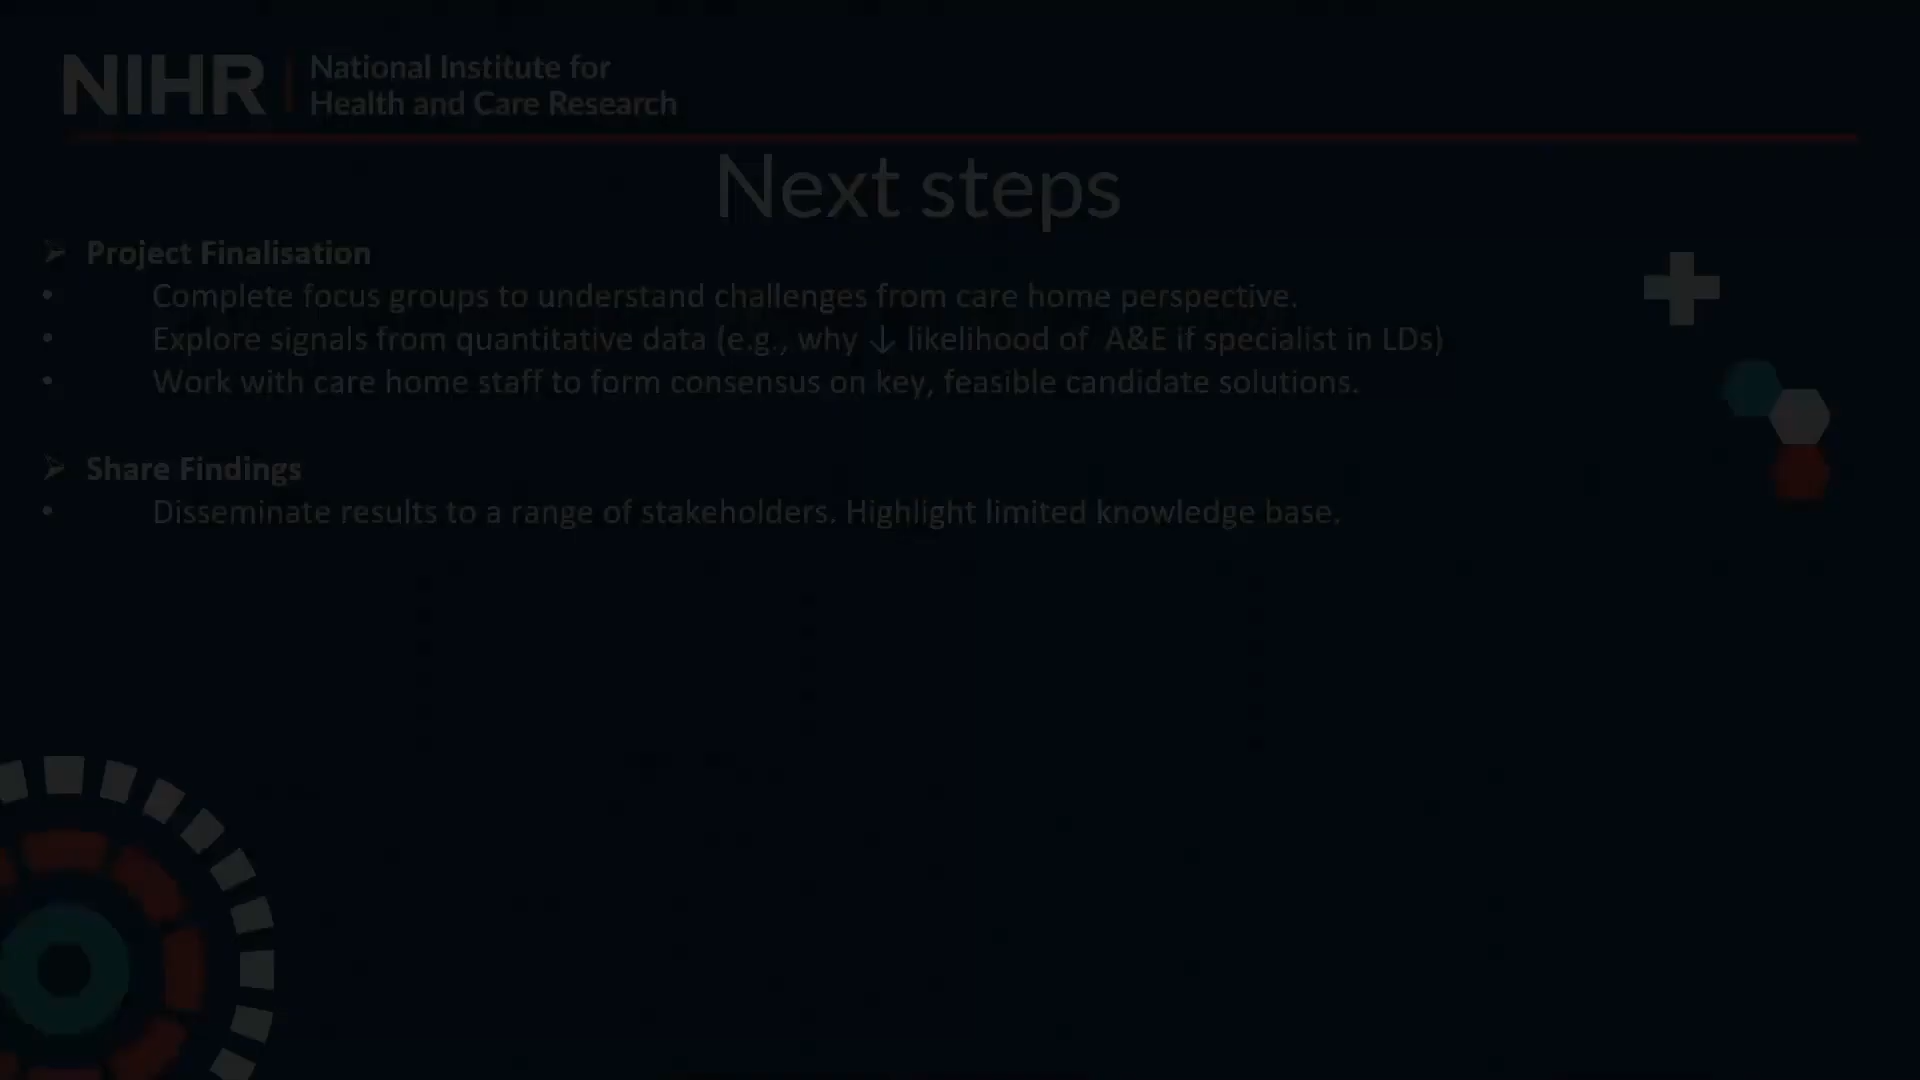 NIHR
National Institute for
Health and Care Research
Next steps
➢ Project Finalisation
• Complete focus groups to understand challenges from care home perspective.
• Explore signals from quantitative data (e.g., why ↓ likelihood of  A&E if specialist in LDs)
• Work with care home staff to form consensus on key, feasible candidate solutions.
➢ Share Findings
• Disseminate results to a range of stakeholders. Highlight limited knowledge base.